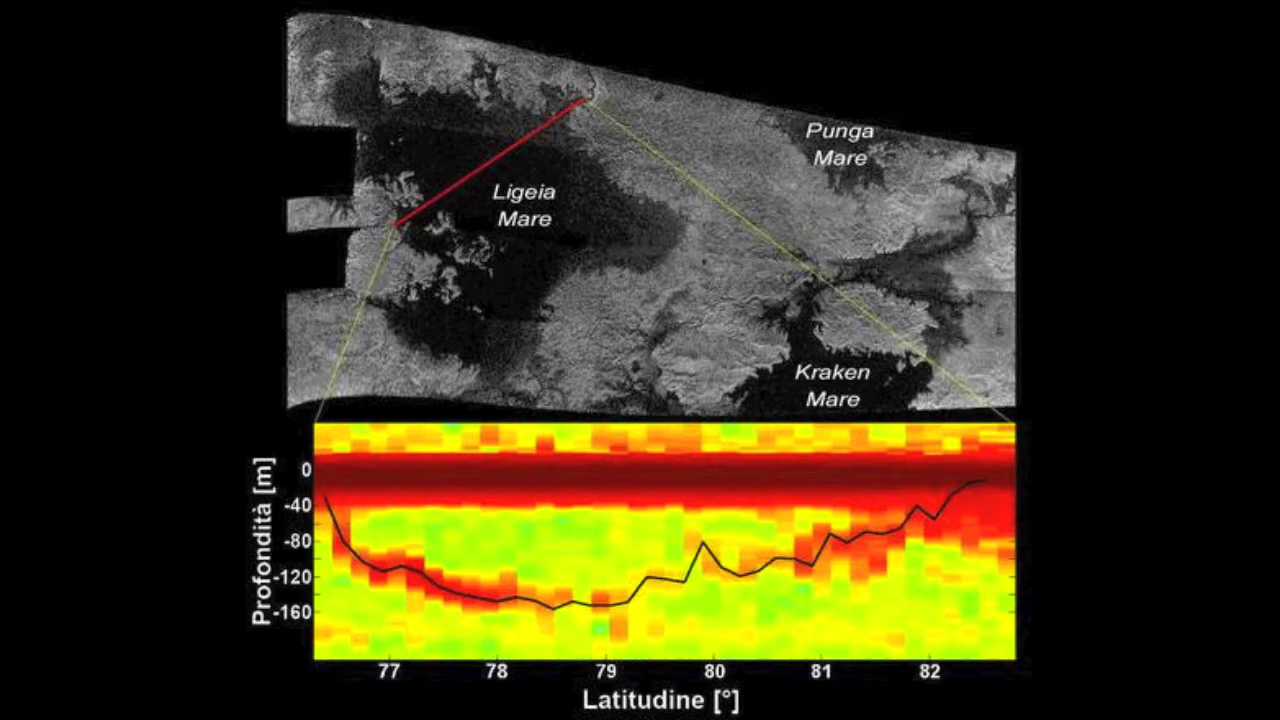 Punga
Mare
Ligeia
Mare
Kraken
Mare
Profondità [m]
0
-40
-80
-120
-160
77 78 79 80 81 82
Latitudine [°]